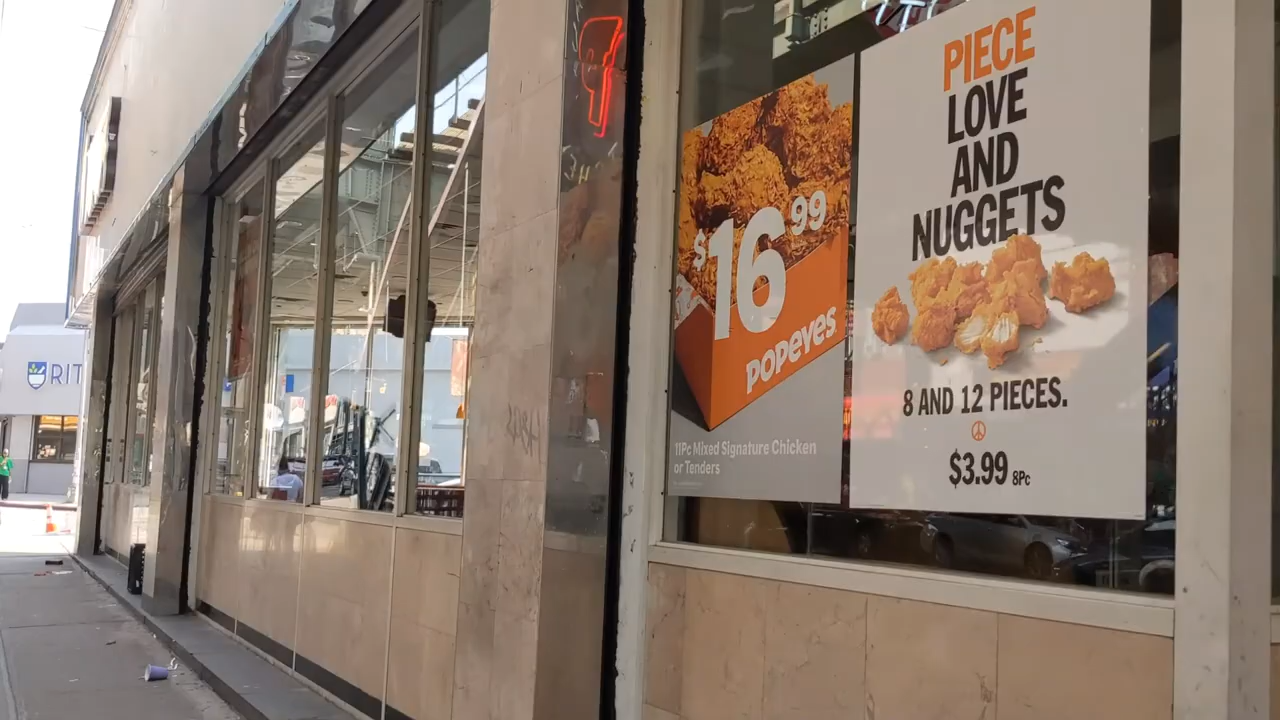 RIT
$16.99
POPEYES
11Pc Mixed Signature Chicken
or Tenders
PIECE
LOVE
AND
NUGGETS
8 AND 12 PIECES.
$3.99 8Pc